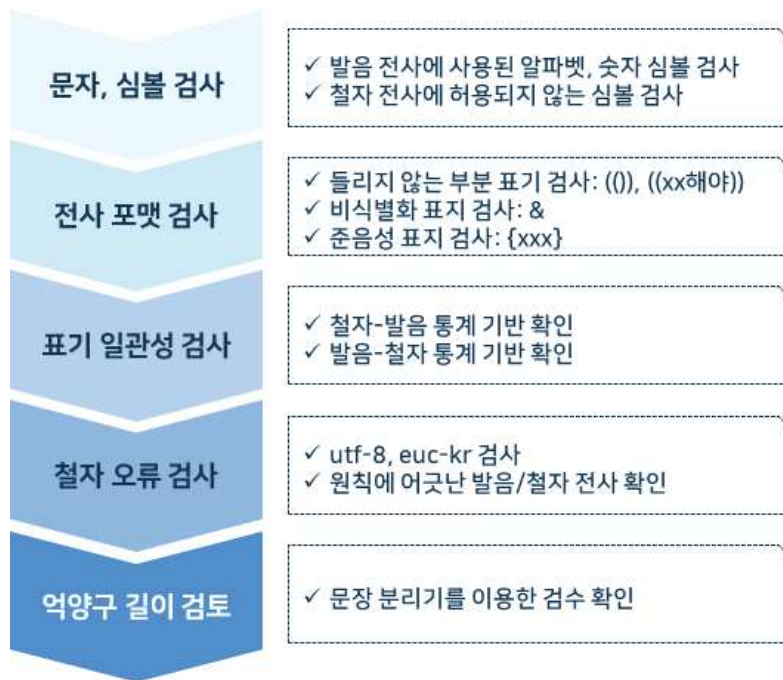 문자, 심볼 검사
✓ 발음 전사에 사용된 알파벳, 숫자 심볼 검사
✓ 철자 전사에 허용되지 않는 심볼 검사
전사 포맷 검사
✓ 들리지 않는 부분 표기 검사: (()), ((xx해야))
✓ 비식별화 표지 검사: &
✓ 준음성 표지 검사: {xxx}
표기 일관성 검사
✓ 철자-발음 통계 기반 확인
✓ 발음-철자 통계 기반 확인
철자 오류 검사
✓ utf-8, euc-kr 검사
✓ 원칙에 어긋난 발음/철자 전사 확인
억양구 길이 검토
✓ 문장 분리기를 이용한 검수 확인